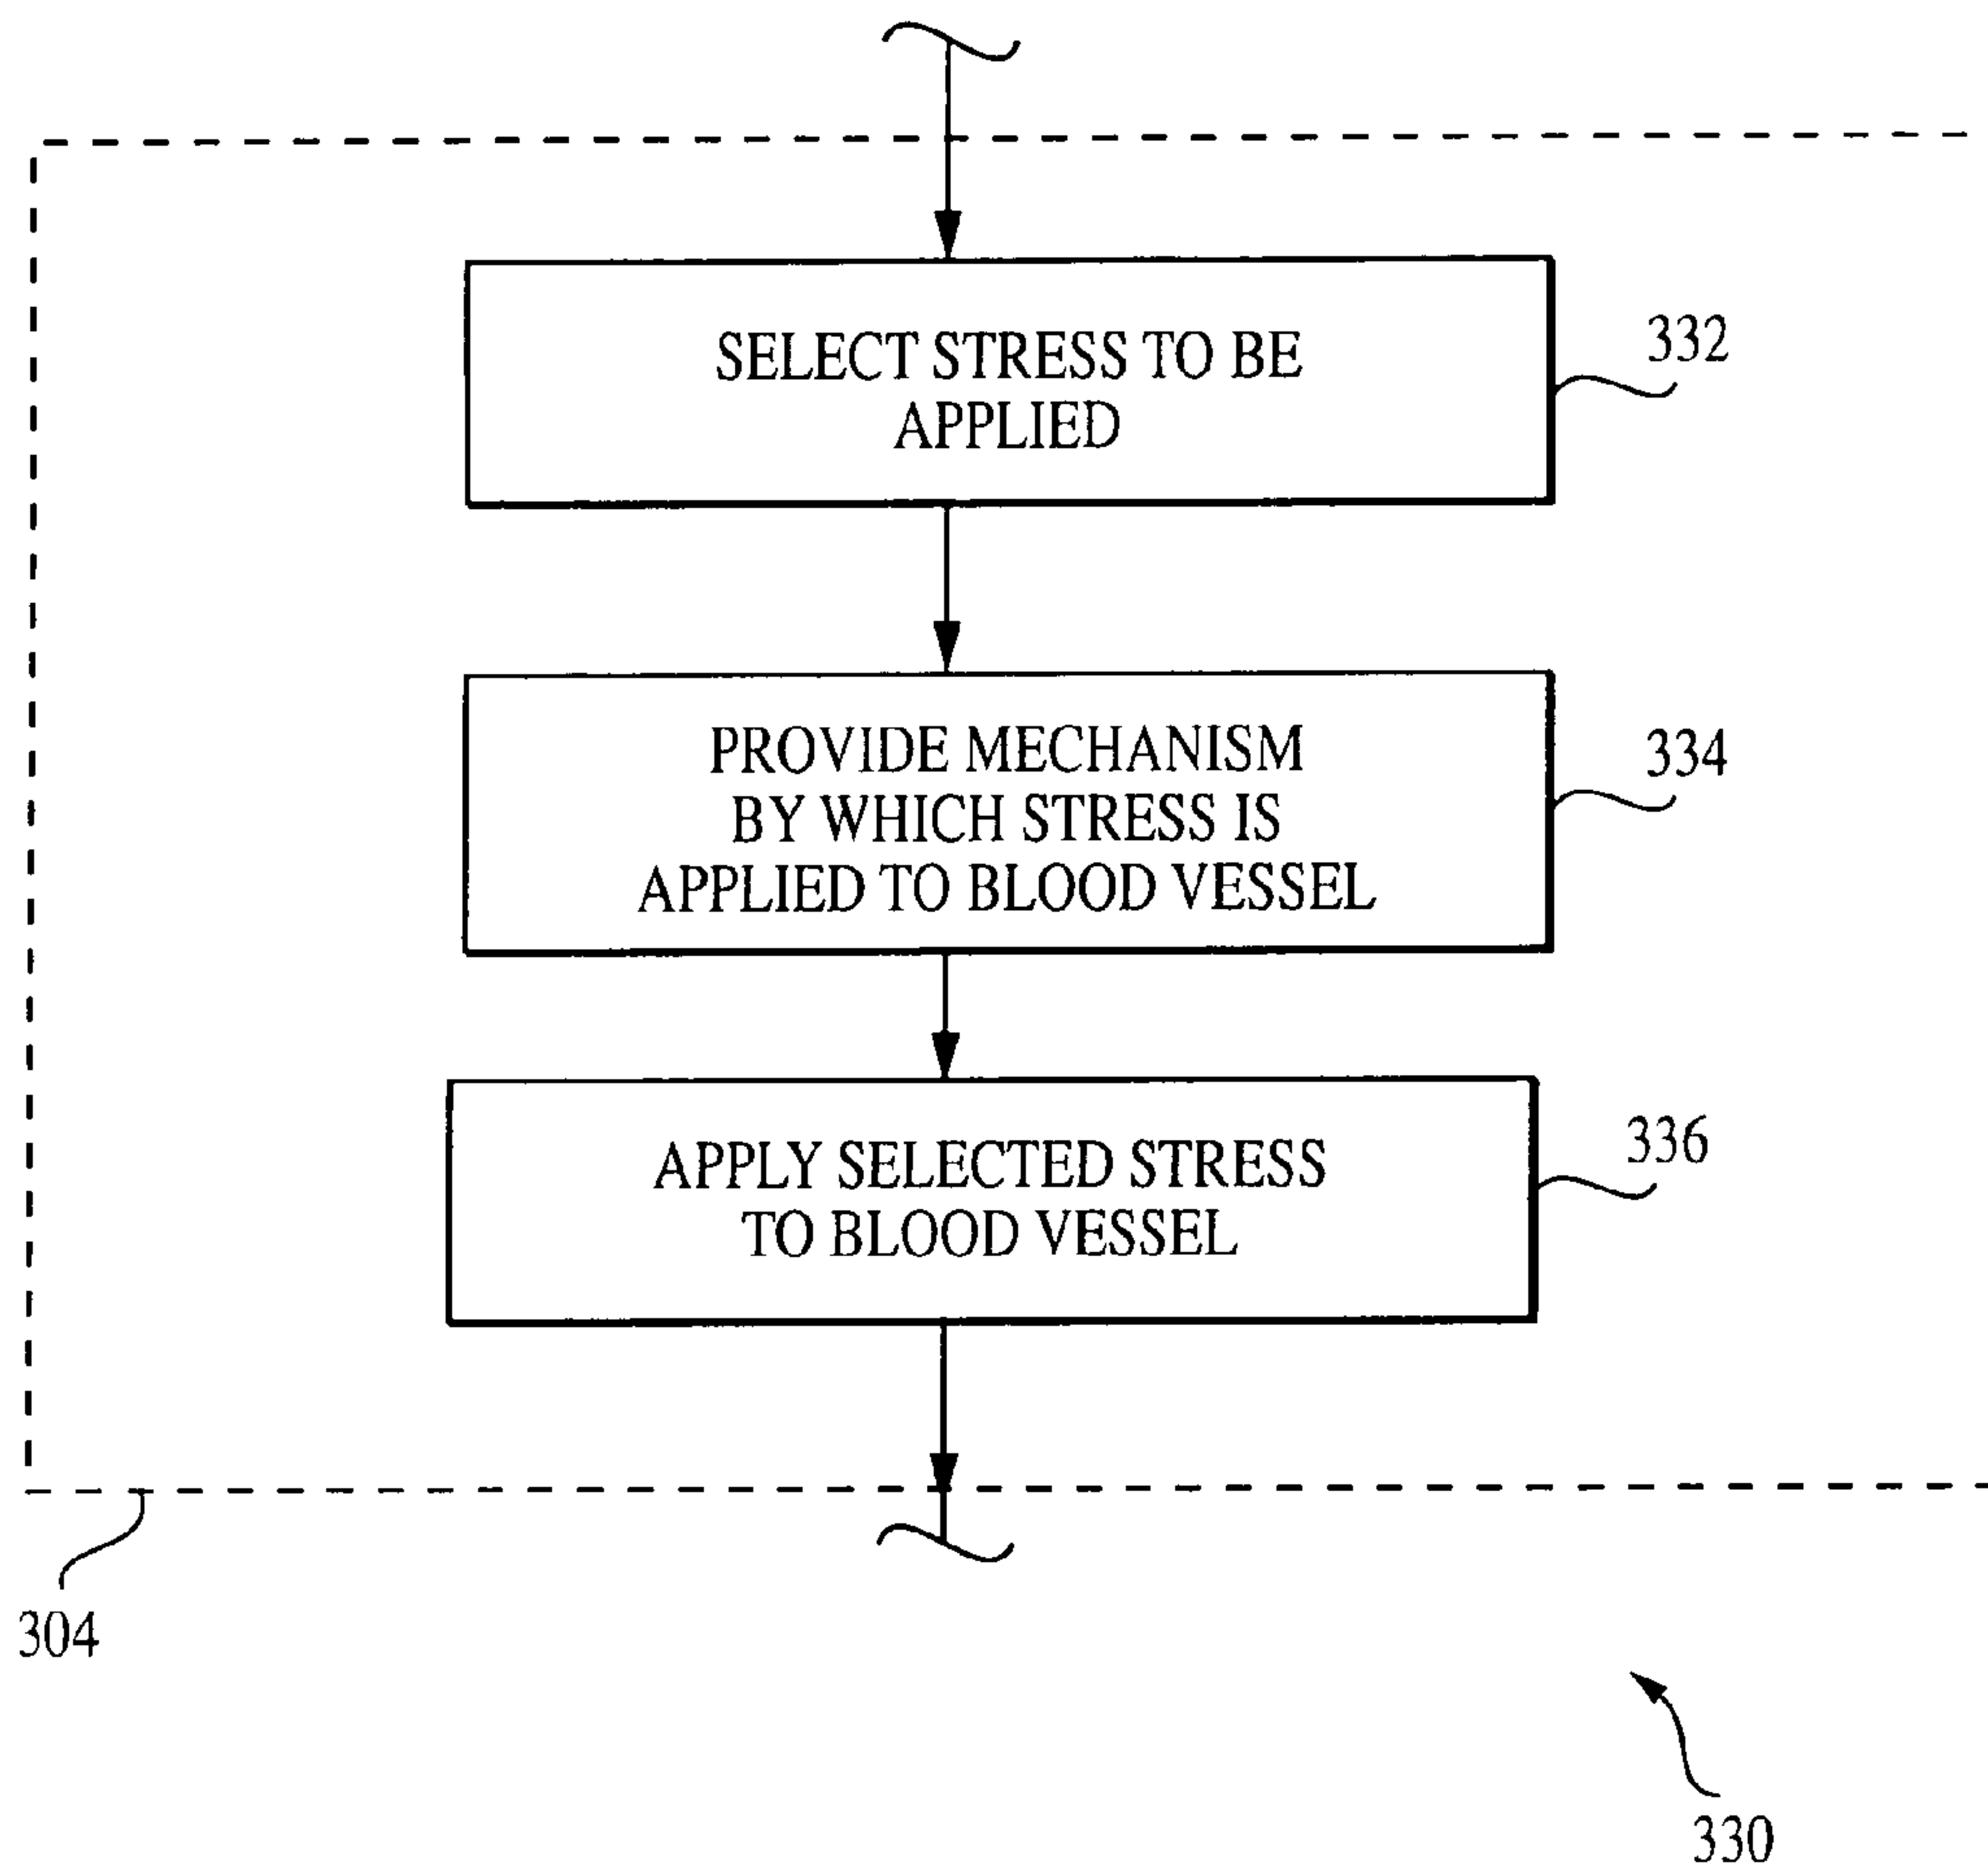 SELECT STRESS TO BE
APPLIED
332
PROVIDE MECHANISM
BY WHICH STRESS IS
APPLIED TO BLOOD VESSEL
334
APPLY SELECTED STRESS
TO BLOOD VESSEL
336
304
330